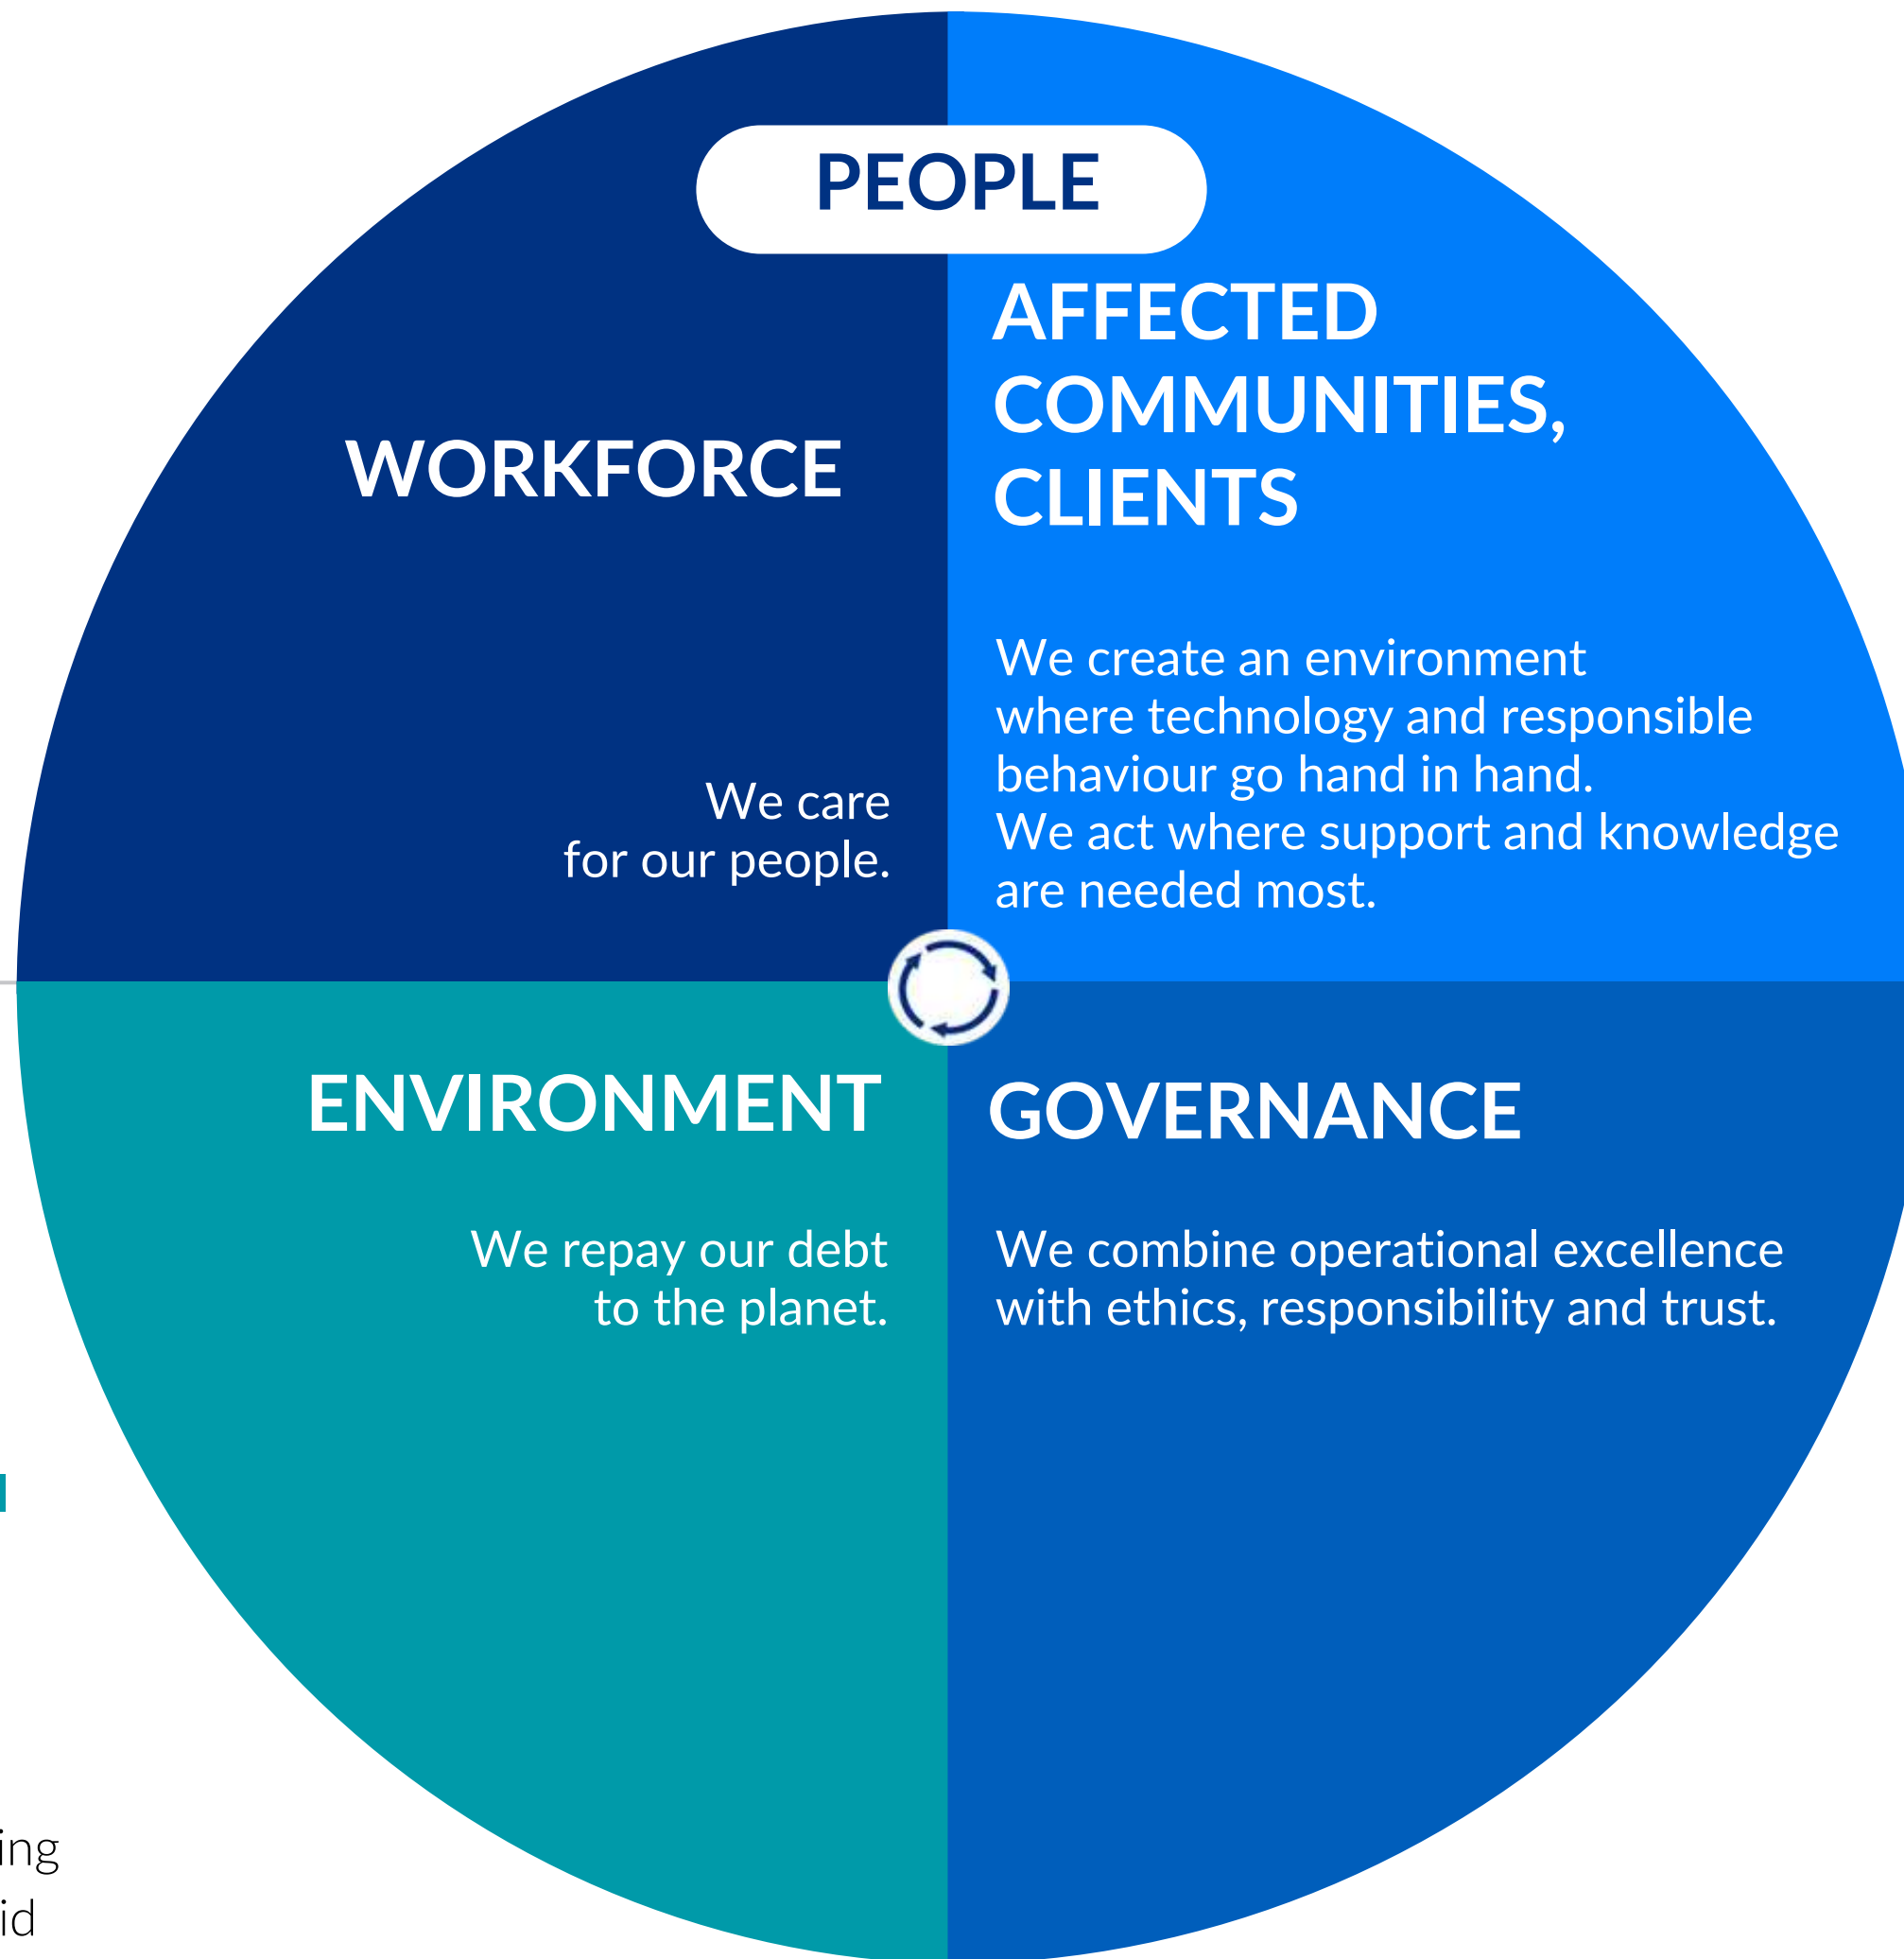 PEOPLE
WORKFORCE
We care
for our people.
AFFECTED
COMMUNITIES,
CLIENTS
We create an environment
where technology and responsible
behaviour go hand in hand.
We act where support and knowledge
are needed most.
ENVIRONMENT
We repay our debt
to the planet.
GOVERNANCE
We combine operational excellence
with ethics, responsibility and trust.
ing
id